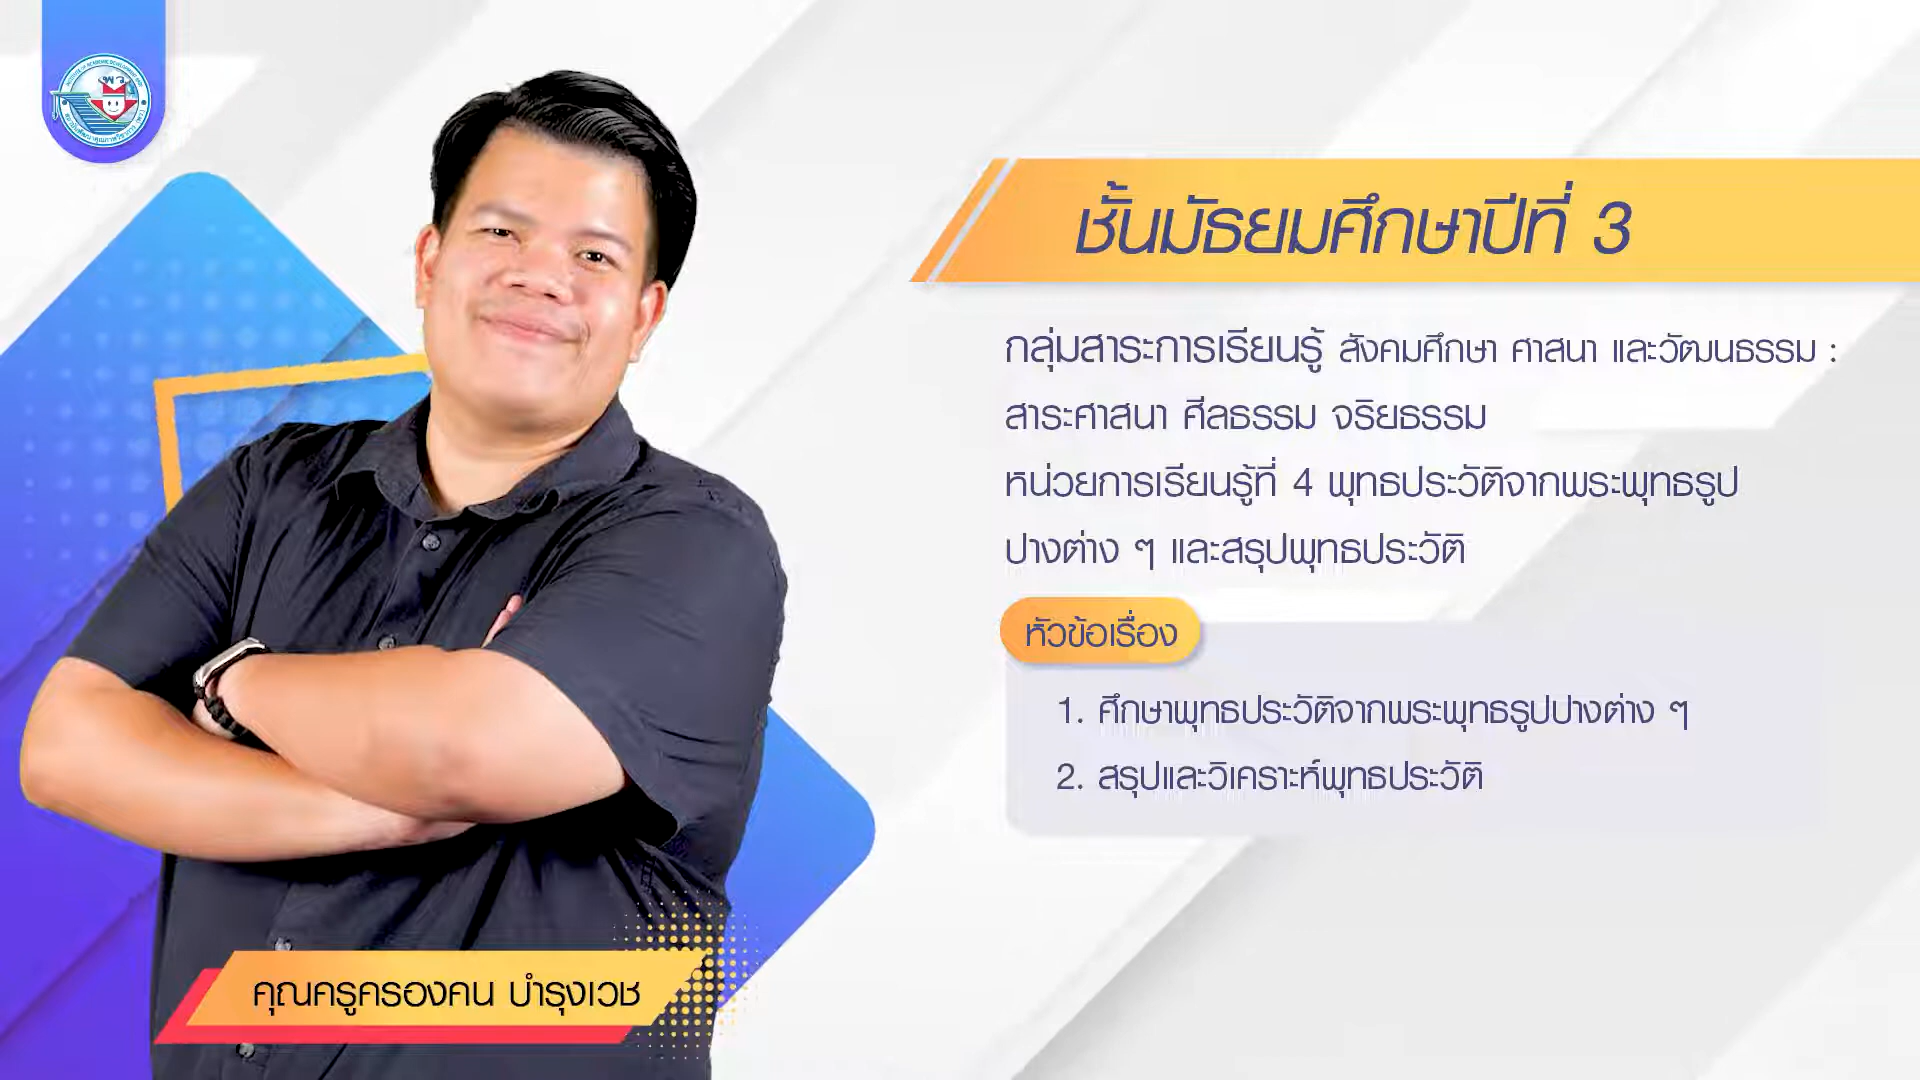 พว
ชั้นมัธยมศึกษาปีที่ 3
กลุ่มสาระการเรียนรู้ สังคมศึกษา ศาสนา และวัฒนธรรม :
สาระศาสนา ศีลธรรม จริยธรรม
หน่วยการเรียนรู้ที่ 4 พุทธประวัติจากพระพุทธรูป
ปางต่าง ๆ และสรุปพุทธประวัติ
หัวข้อเรื่อง
1. ศึกษาพุทธประวัติจากพระพุทธรูปปางต่าง ๆ
2. สรุปและวิเคราะห์พุทธประวัติ
คุณครูครองคน บำรุงเวช